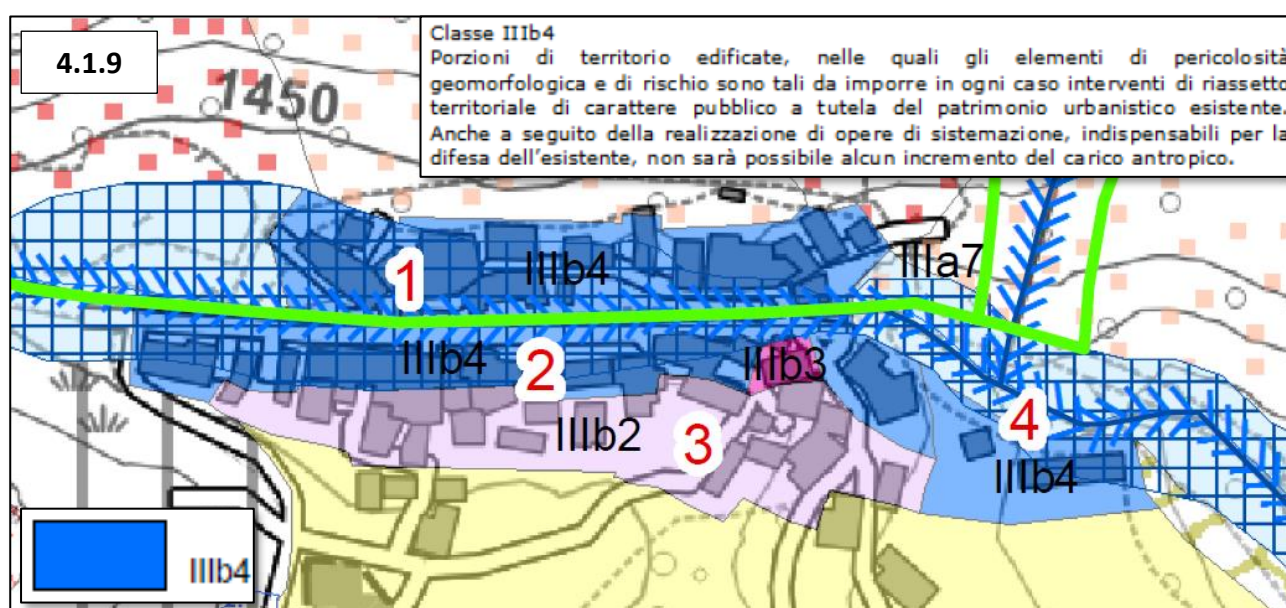 4.1.9
Classe IIIb4
Porzioni di territorio edificate, nelle quali gli elementi di pericolosità
geomorfologica e di rischio sono tali da imporre in ogni caso interventi di riassetto
territoriale di carattere pubblico a tutela del patrimonio urbanistico esistente.
Anche a seguito della realizzazione di opere di sistemazione, indispensabili per la
difesa dell'esistente, non sarà possibile alcun incremento del carico antropico.
1450
IIIa7
1
IIIb4
IIIb4
2
IIIb3
IIIb2
3
4
IIIb4
IIIb4